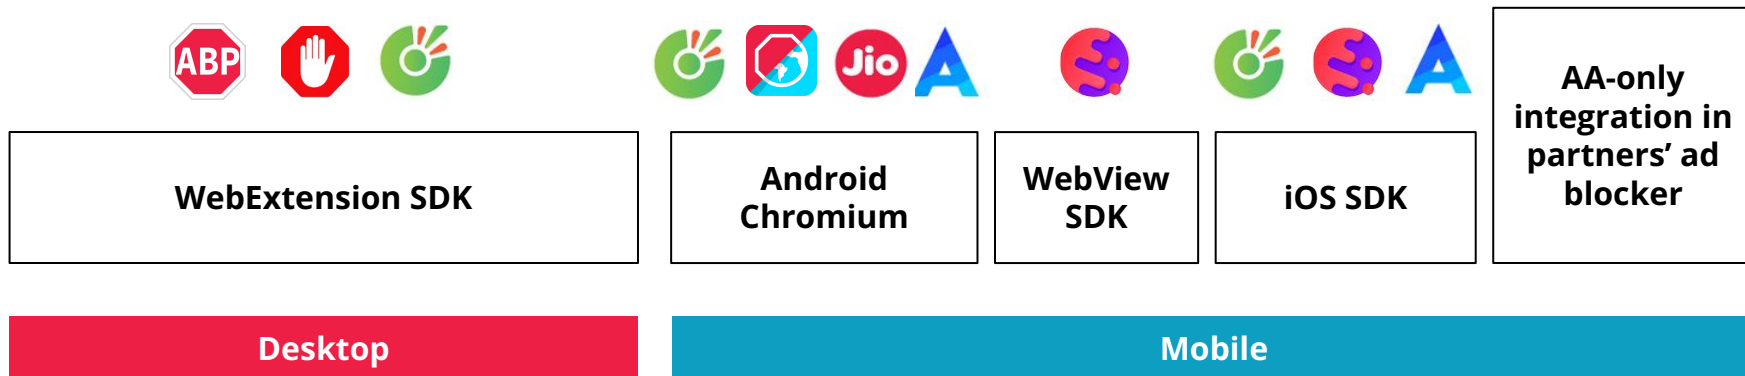 ABP
Jio
WebExtension SDK
Android
Chromium
WebView
SDK
iOS SDK
AA-only
integration in
partners’ ad
blocker
Desktop
Mobile